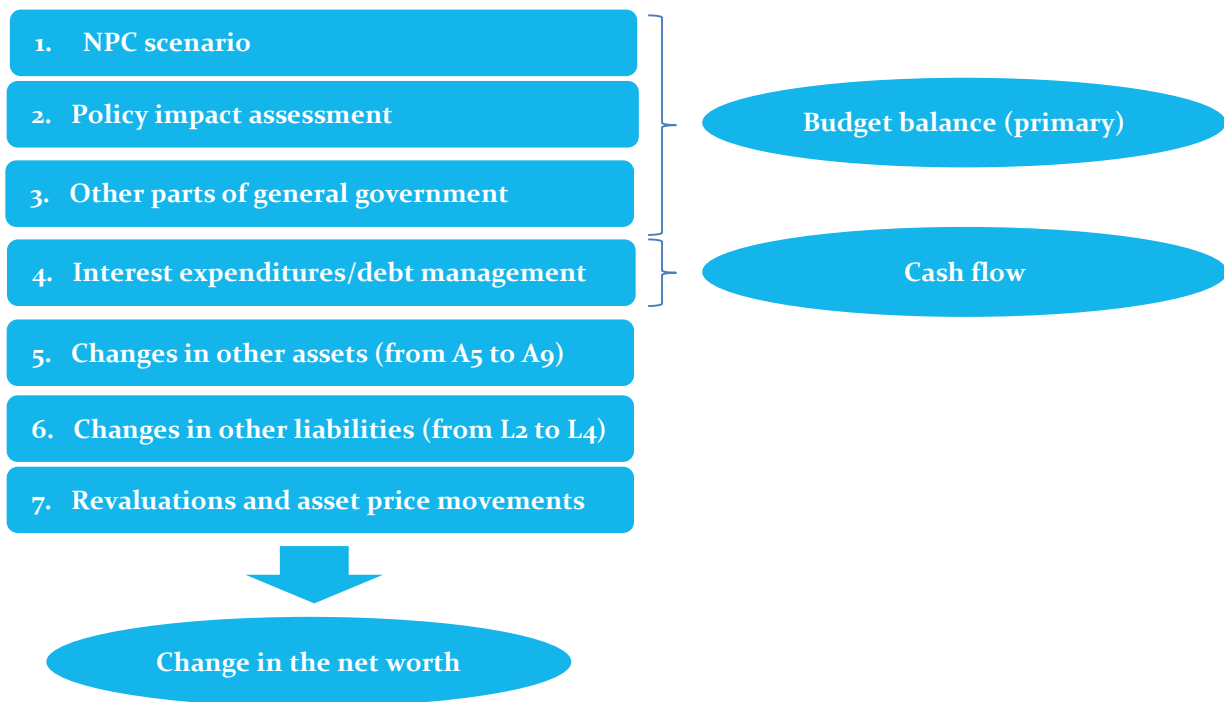 1. NPC scenario
2. Policy impact assessment
Budget balance (primary)
3. Other parts of general government
4. Interest expenditures/debt management
Cash flow
5. Changes in other assets (from A5 to A9)
6. Changes in other liabilities (from L2 to L4)
7. Revaluations and asset price movements
Change in the net worth